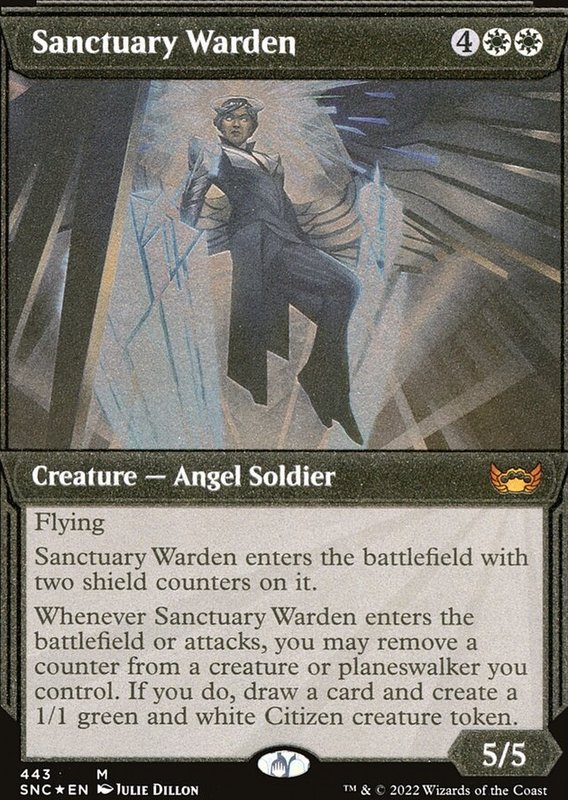 Sanctuary Warden 4
Creature — Angel Soldier
Flying
Sanctuary Warden enters the battlefield with
two shield counters on it.
Whenever Sanctuary Warden enters the
battlefield or attacks, you may remove a
counter from a creature or planeswalker you
control. If you do, draw a card and create a
1/1 green and white Citizen creature token.
5/5
443 M
SNC★EN JULIE DILLON ™ & © 2022 Wizards of the Coast